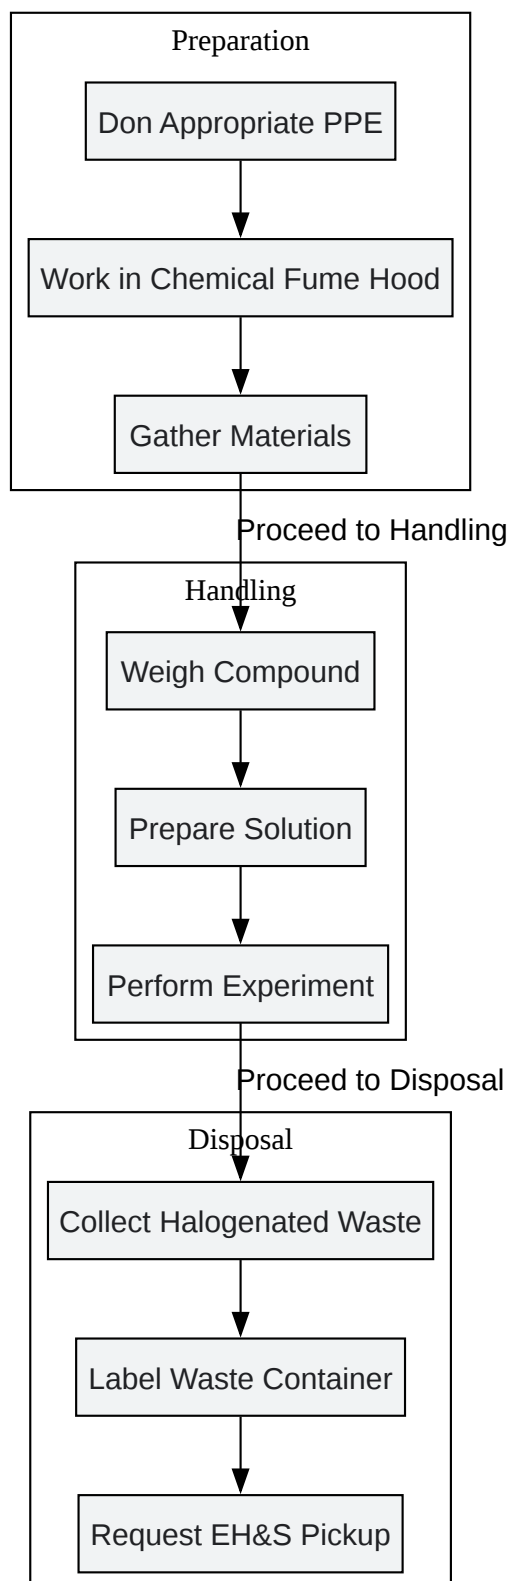 Preparation
Don Appropriate PPE
Work in Chemical Fume Hood
Gather Materials
Proceed to Handling
Handling
Weigh Compound
Prepare Solution
Perform Experiment
Proceed to Disposal
Disposal
Collect Halogenated Waste
Label Waste Container
Request EH&S Pickup